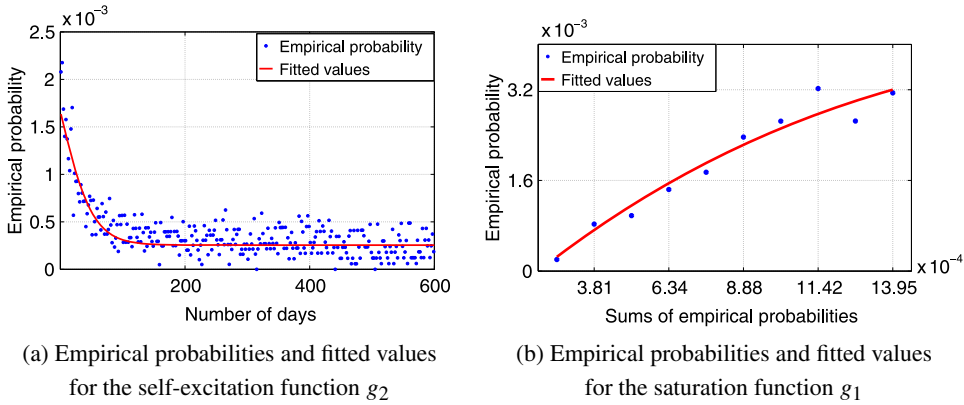 × 10⁻³
2.5
2
1.5
1
0.5
0
Empirical probability
Empirical probability
Fitted values
200
400
600
Number of days
(a) Empirical probabilities and fitted values
for the self-excitation function g₂
× 10⁻³
3.2
1.6
0
Empirical probability
Empirical probability
Fitted values
3.81
6.34
8.88
11.42
13.95
x10⁻⁴
Sums of empirical probabilities
(b) Empirical probabilities and fitted values
for the saturation function g₁